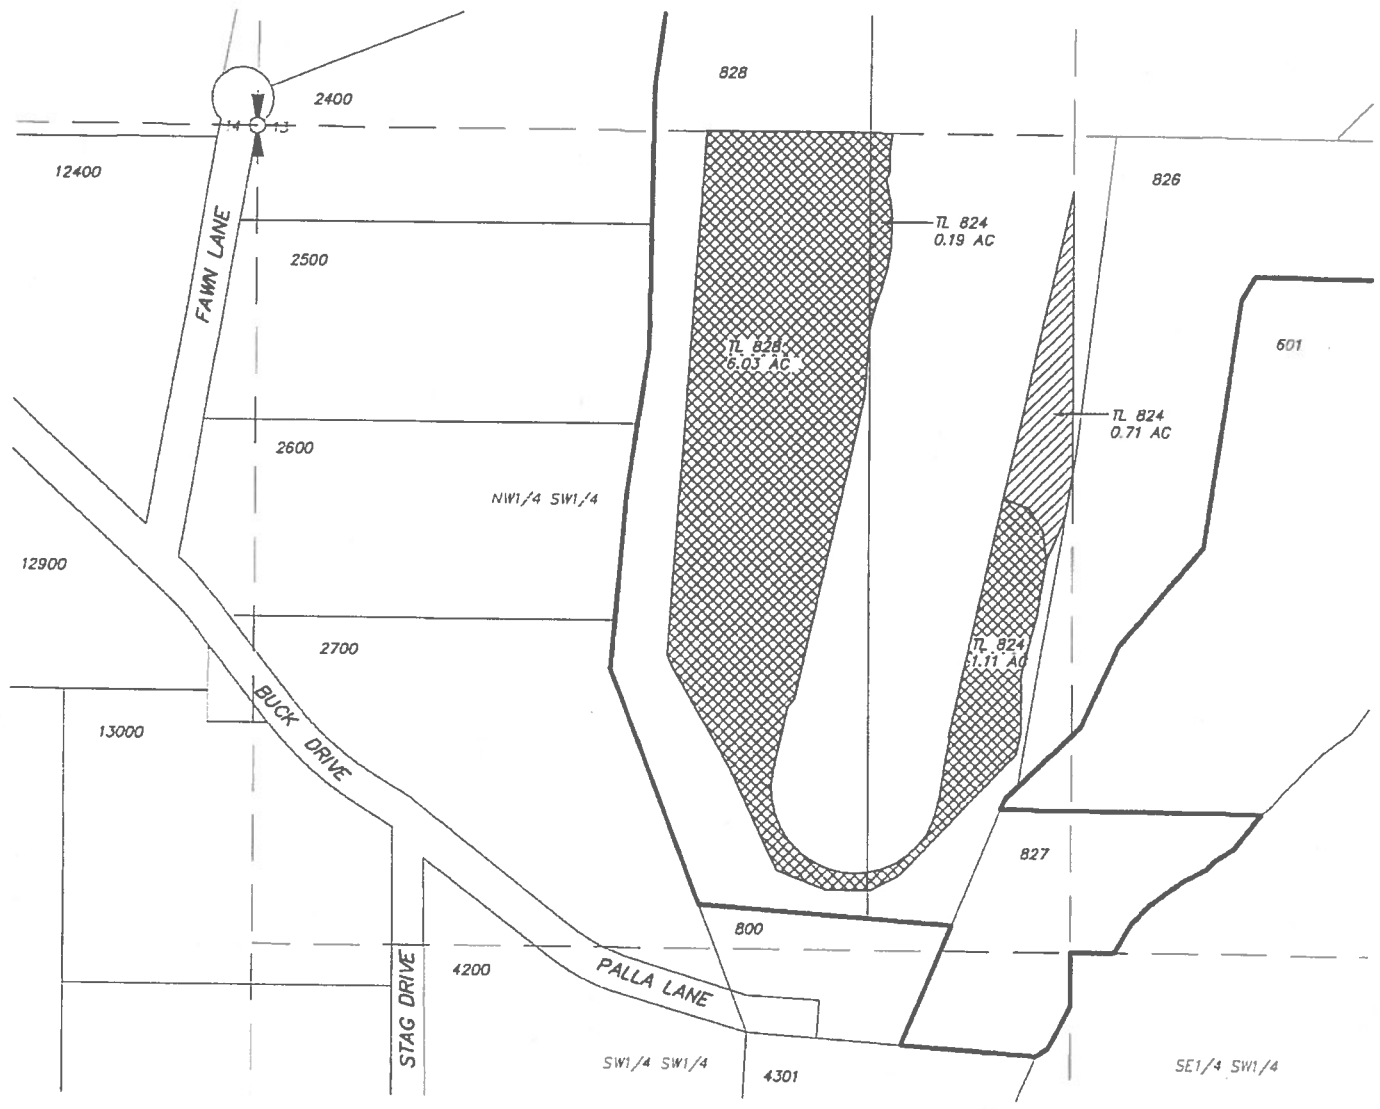 828
2400
14 13
12400
826
TL 824
0.19 AC
FAWN LANE
2500
TL 828
6.03 AC
601
TL 824
0.71 AC
2600
NW1/4 SW1/4
12900
2700
TL 824
1.11 AC
BUCK DRIVE
13000
827
800
4200
PALLA LANE
STAG DRIVE
SW1/4 SW1/4
4301
SE1/4 SW1/4